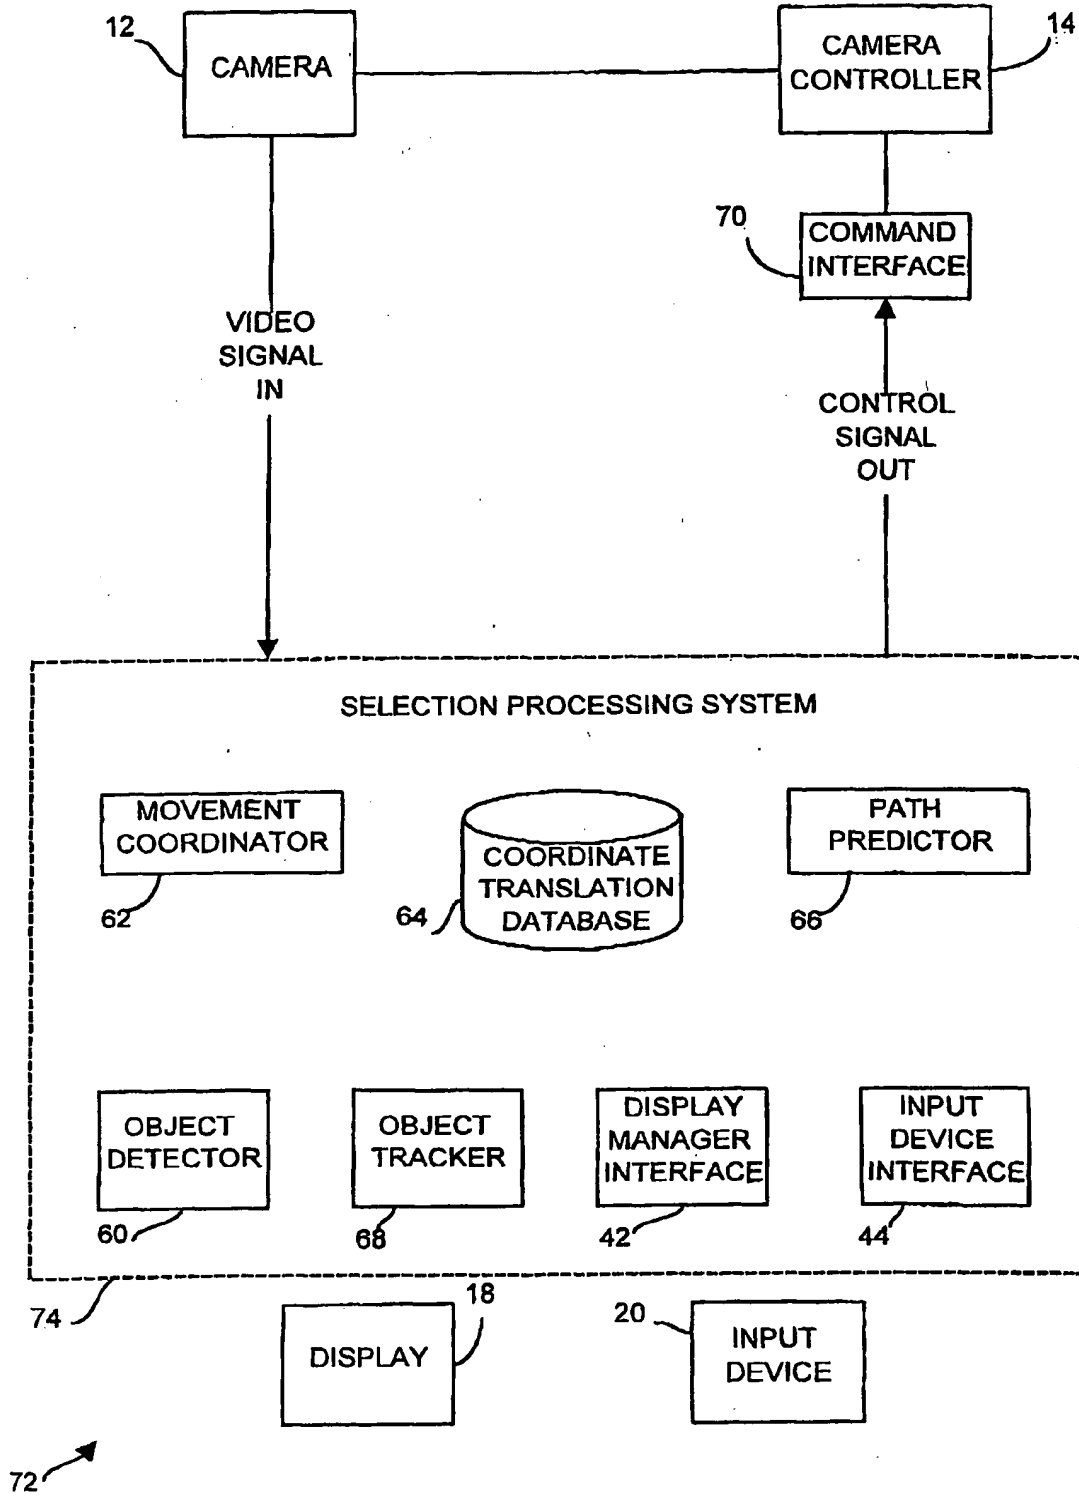 12
CAMERA
CAMERA
CONTROLLER
14
70
COMMAND
INTERFACE
VIDEO
SIGNAL
IN
CONTROL
SIGNAL
OUT
SELECTION PROCESSING SYSTEM
MOVEMENT
COORDINATOR
62
COORDINATE
TRANSLATION
DATABASE
64
PATH
PREDICTOR
66
OBJECT
DETECTOR
60
OBJECT
TRACKER
68
DISPLAY
MANAGER
INTERFACE
42
INPUT
DEVICE
INTERFACE
44
74
DISPLAY
18
20
INPUT
DEVICE
72